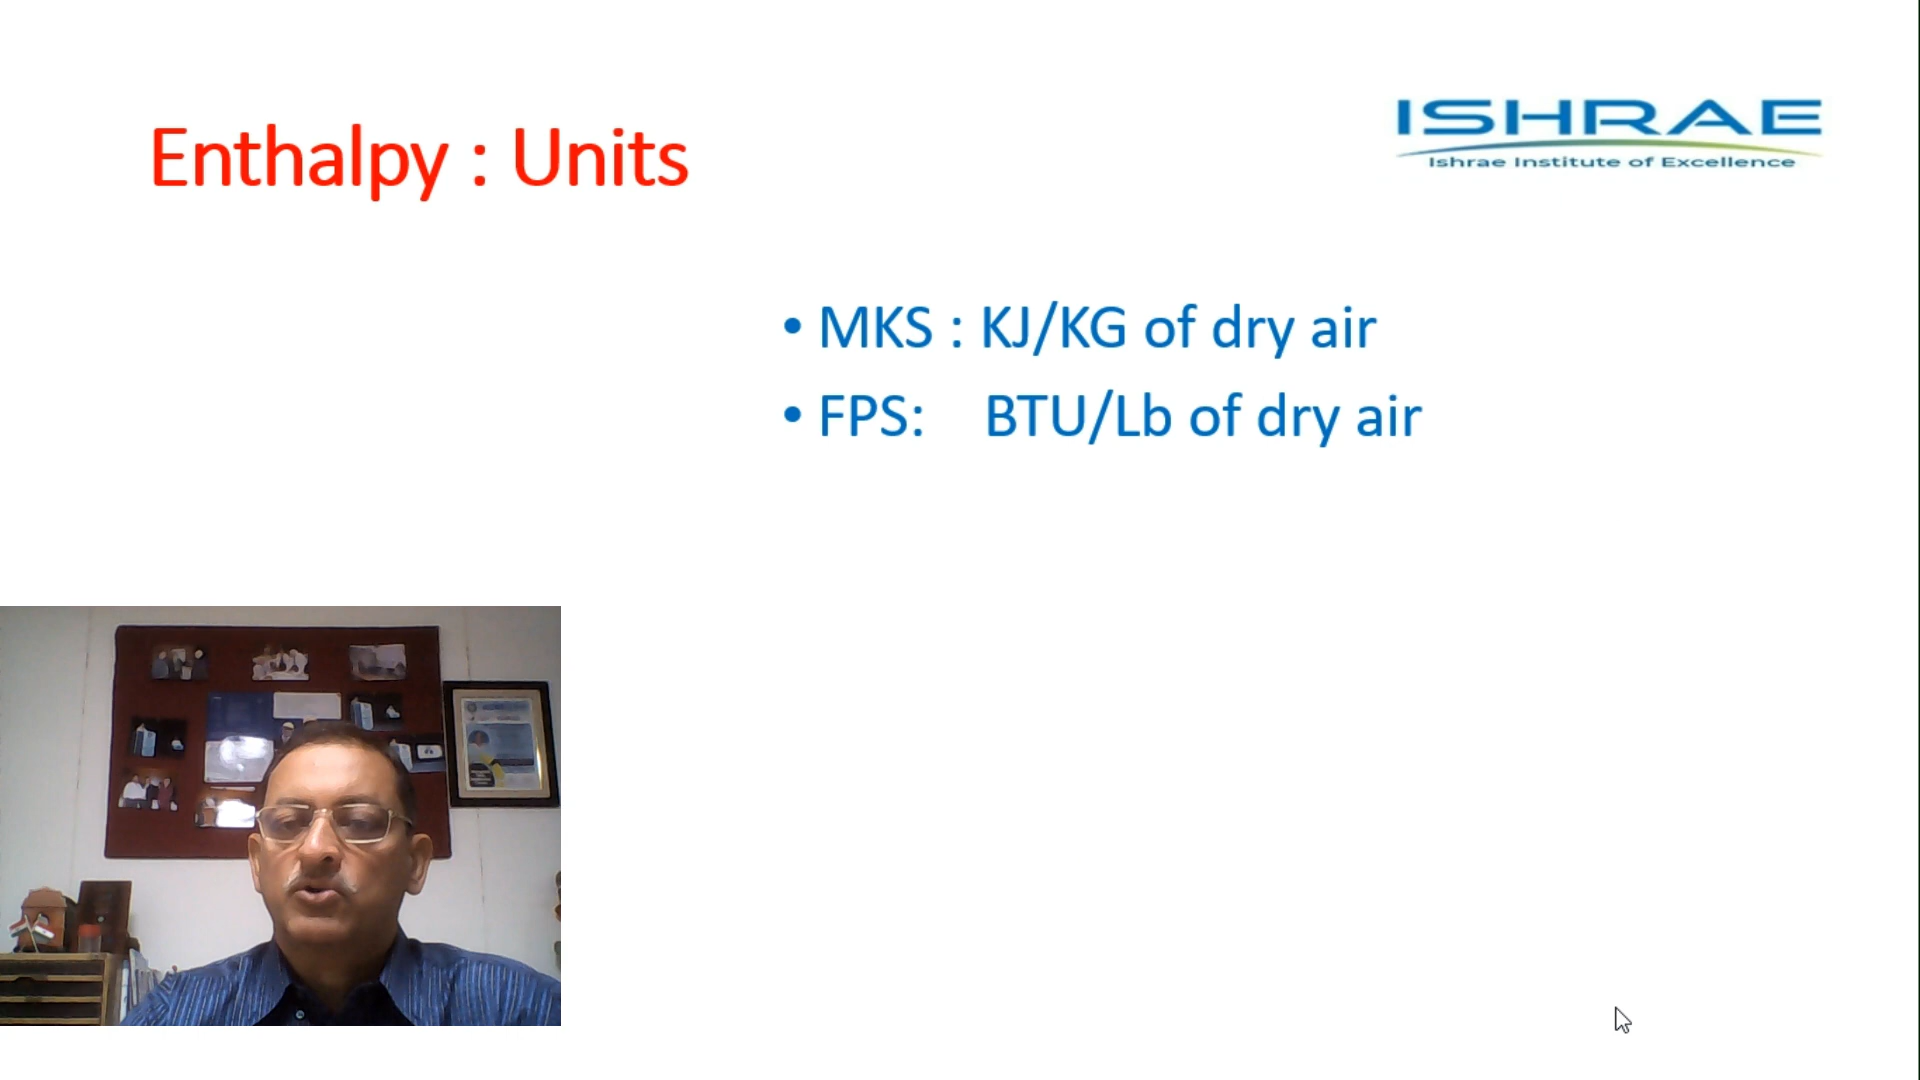 ISHRAE
Ishrae Institute of Excellence
Enthalpy : Units
• MKS : KJ/KG of dry air
• FPS: BTU/Lb of dry air